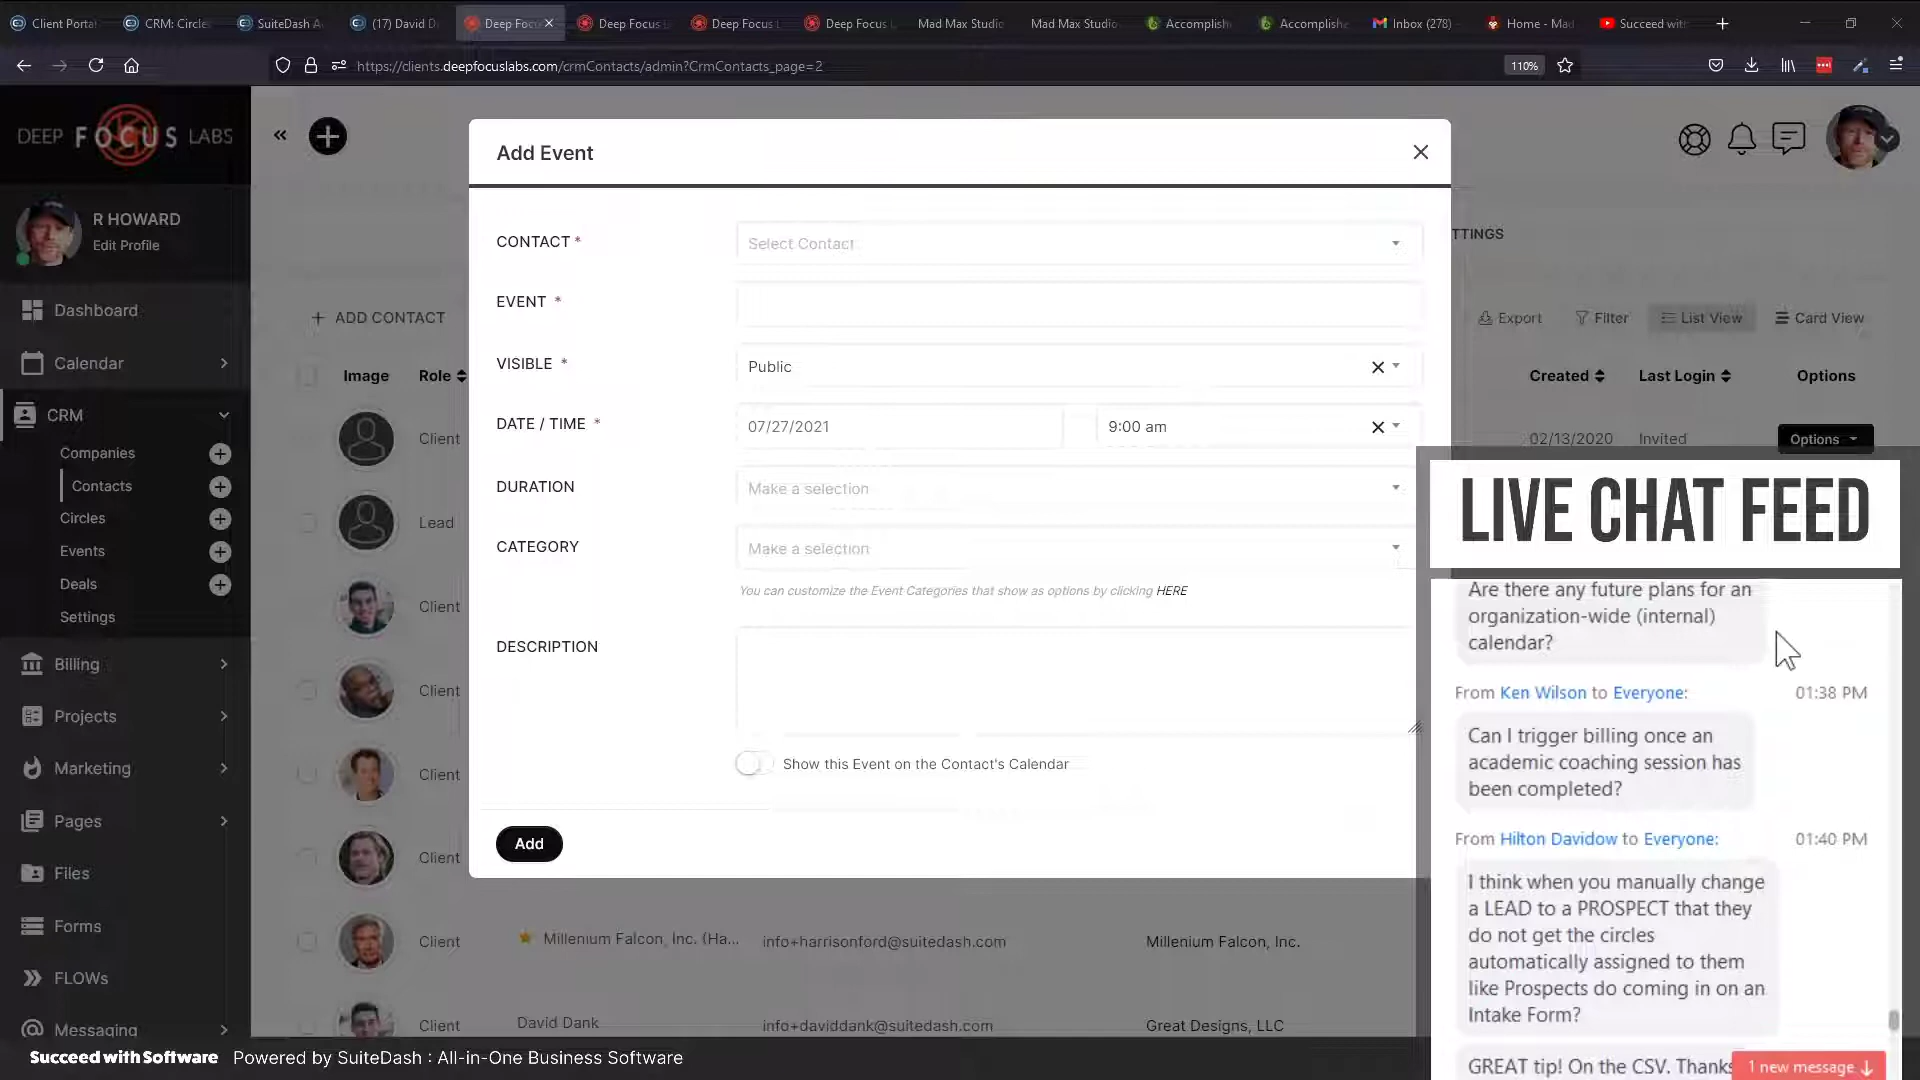 Client Porta
CRM: Circle
SuiteDash A
(17) David D
Deep Focu
Deep Focus
Deep Focus
Deep Focus
Mad Max Studio
Mad Max Studio
Accomplish
Accomplishe
Inbox (278)
Home - Mad
Succeed with
https://clients.deepfocuslabs.com/crmContacts/admin?CrmContacts_page=2
110%
DEEP FOCUS LABS
R HOWARD
Edit Profile
Dashboard
Calendar
CRM
Companies
Contacts
Circles
Events
Deals
Settings
Billing
Projects
Marketing
Pages
Files
Forms
FLOWs
Messaging
TTINGS
+ ADD CONTACT
Export
Filter
List View
Card View
Image
Role
Created
Last Login
Options
Client
02/13/2020
Invited
Options
Lead
Client
Client
Client
Client
Client
Millenium Falcon, Inc. (Ha...
info+harrisonford@suitedash.com
Millenium Falcon, Inc.
Client
David Dank
info+daviddank@suitedash.com
Great Designs, LLC
Add Event
CONTACT *
Select Contact
EVENT *
VISIBLE *
Public
DATE / TIME *
07/27/2021
9:00 am
DURATION
Make a selection
CATEGORY
Make a selection
You can customize the Event Categories that show as options by clicking HERE
DESCRIPTION
Show this Event on the Contact's Calendar
Add
LIVE CHAT FEED
Are there any future plans for an
organization-wide (internal)
calendar?
From Ken Wilson to Everyone:
01:38 PM
Can I trigger billing once an
academic coaching session has
been completed?
From Hilton Davidow to Everyone:
01:40 PM
I think when you manually change
a LEAD to a PROSPECT that they
do not get the circles
automatically assigned to them
like Prospects do coming in on an
Intake Form?
GREAT tip! On the CSV. Thanks
1 new message
Succeed with Software
Powered by SuiteDash : All-in-One Business Software